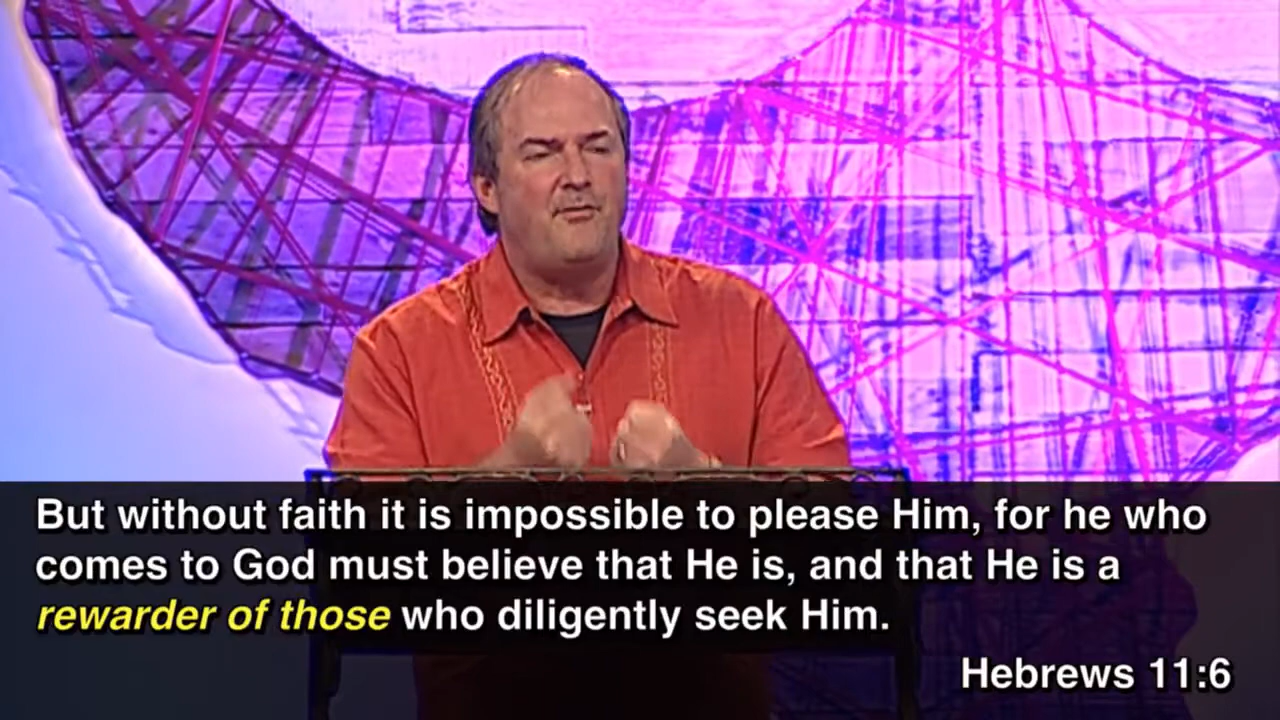 But without faith it is impossible to please Him, for he who
comes to God must believe that He is, and that He is a
rewarder of those who diligently seek Him.
Hebrews 11:6